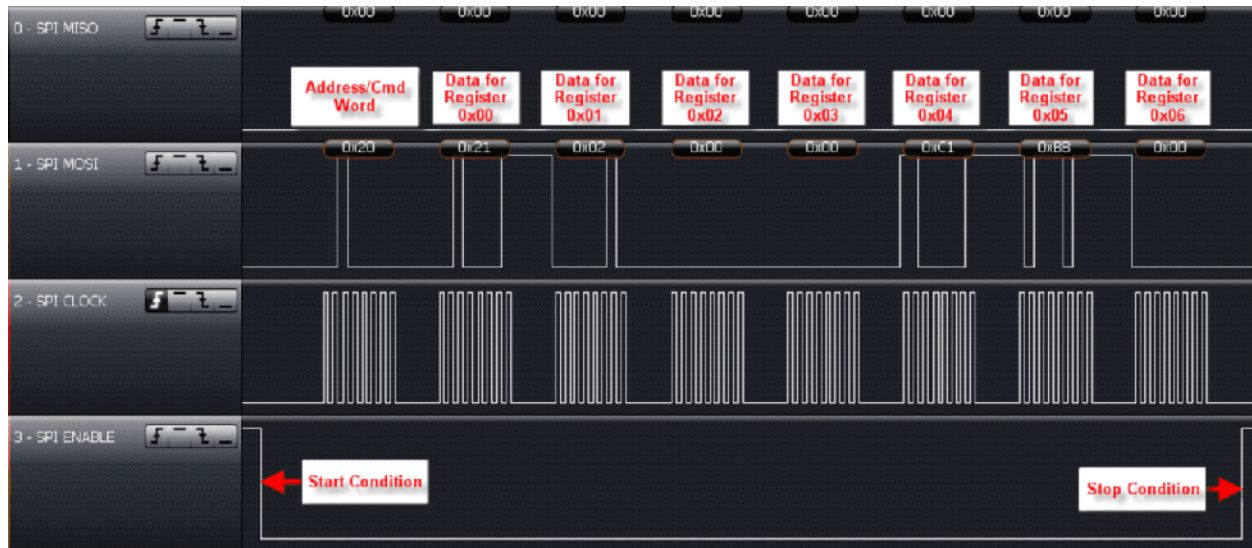 0x00 0x00 0x00 0x00 0x00 0x00 0x00 0x00
0 - SPI MISO
Address/Cmd
Word
Data for
Register
0x00
Data for
Register
0x01
Data for
Register
0x02
Data for
Register
0x03
Data for
Register
0x04
Data for
Register
0x05
Data for
Register
0x06
0x20 0x21 0x02 0x00 0x00 0xC1 0xBB 0x00
1 - SPI MOSI
2 - SPI CLOCK
3 - SPI ENABLE
Start Condition
Stop Condition